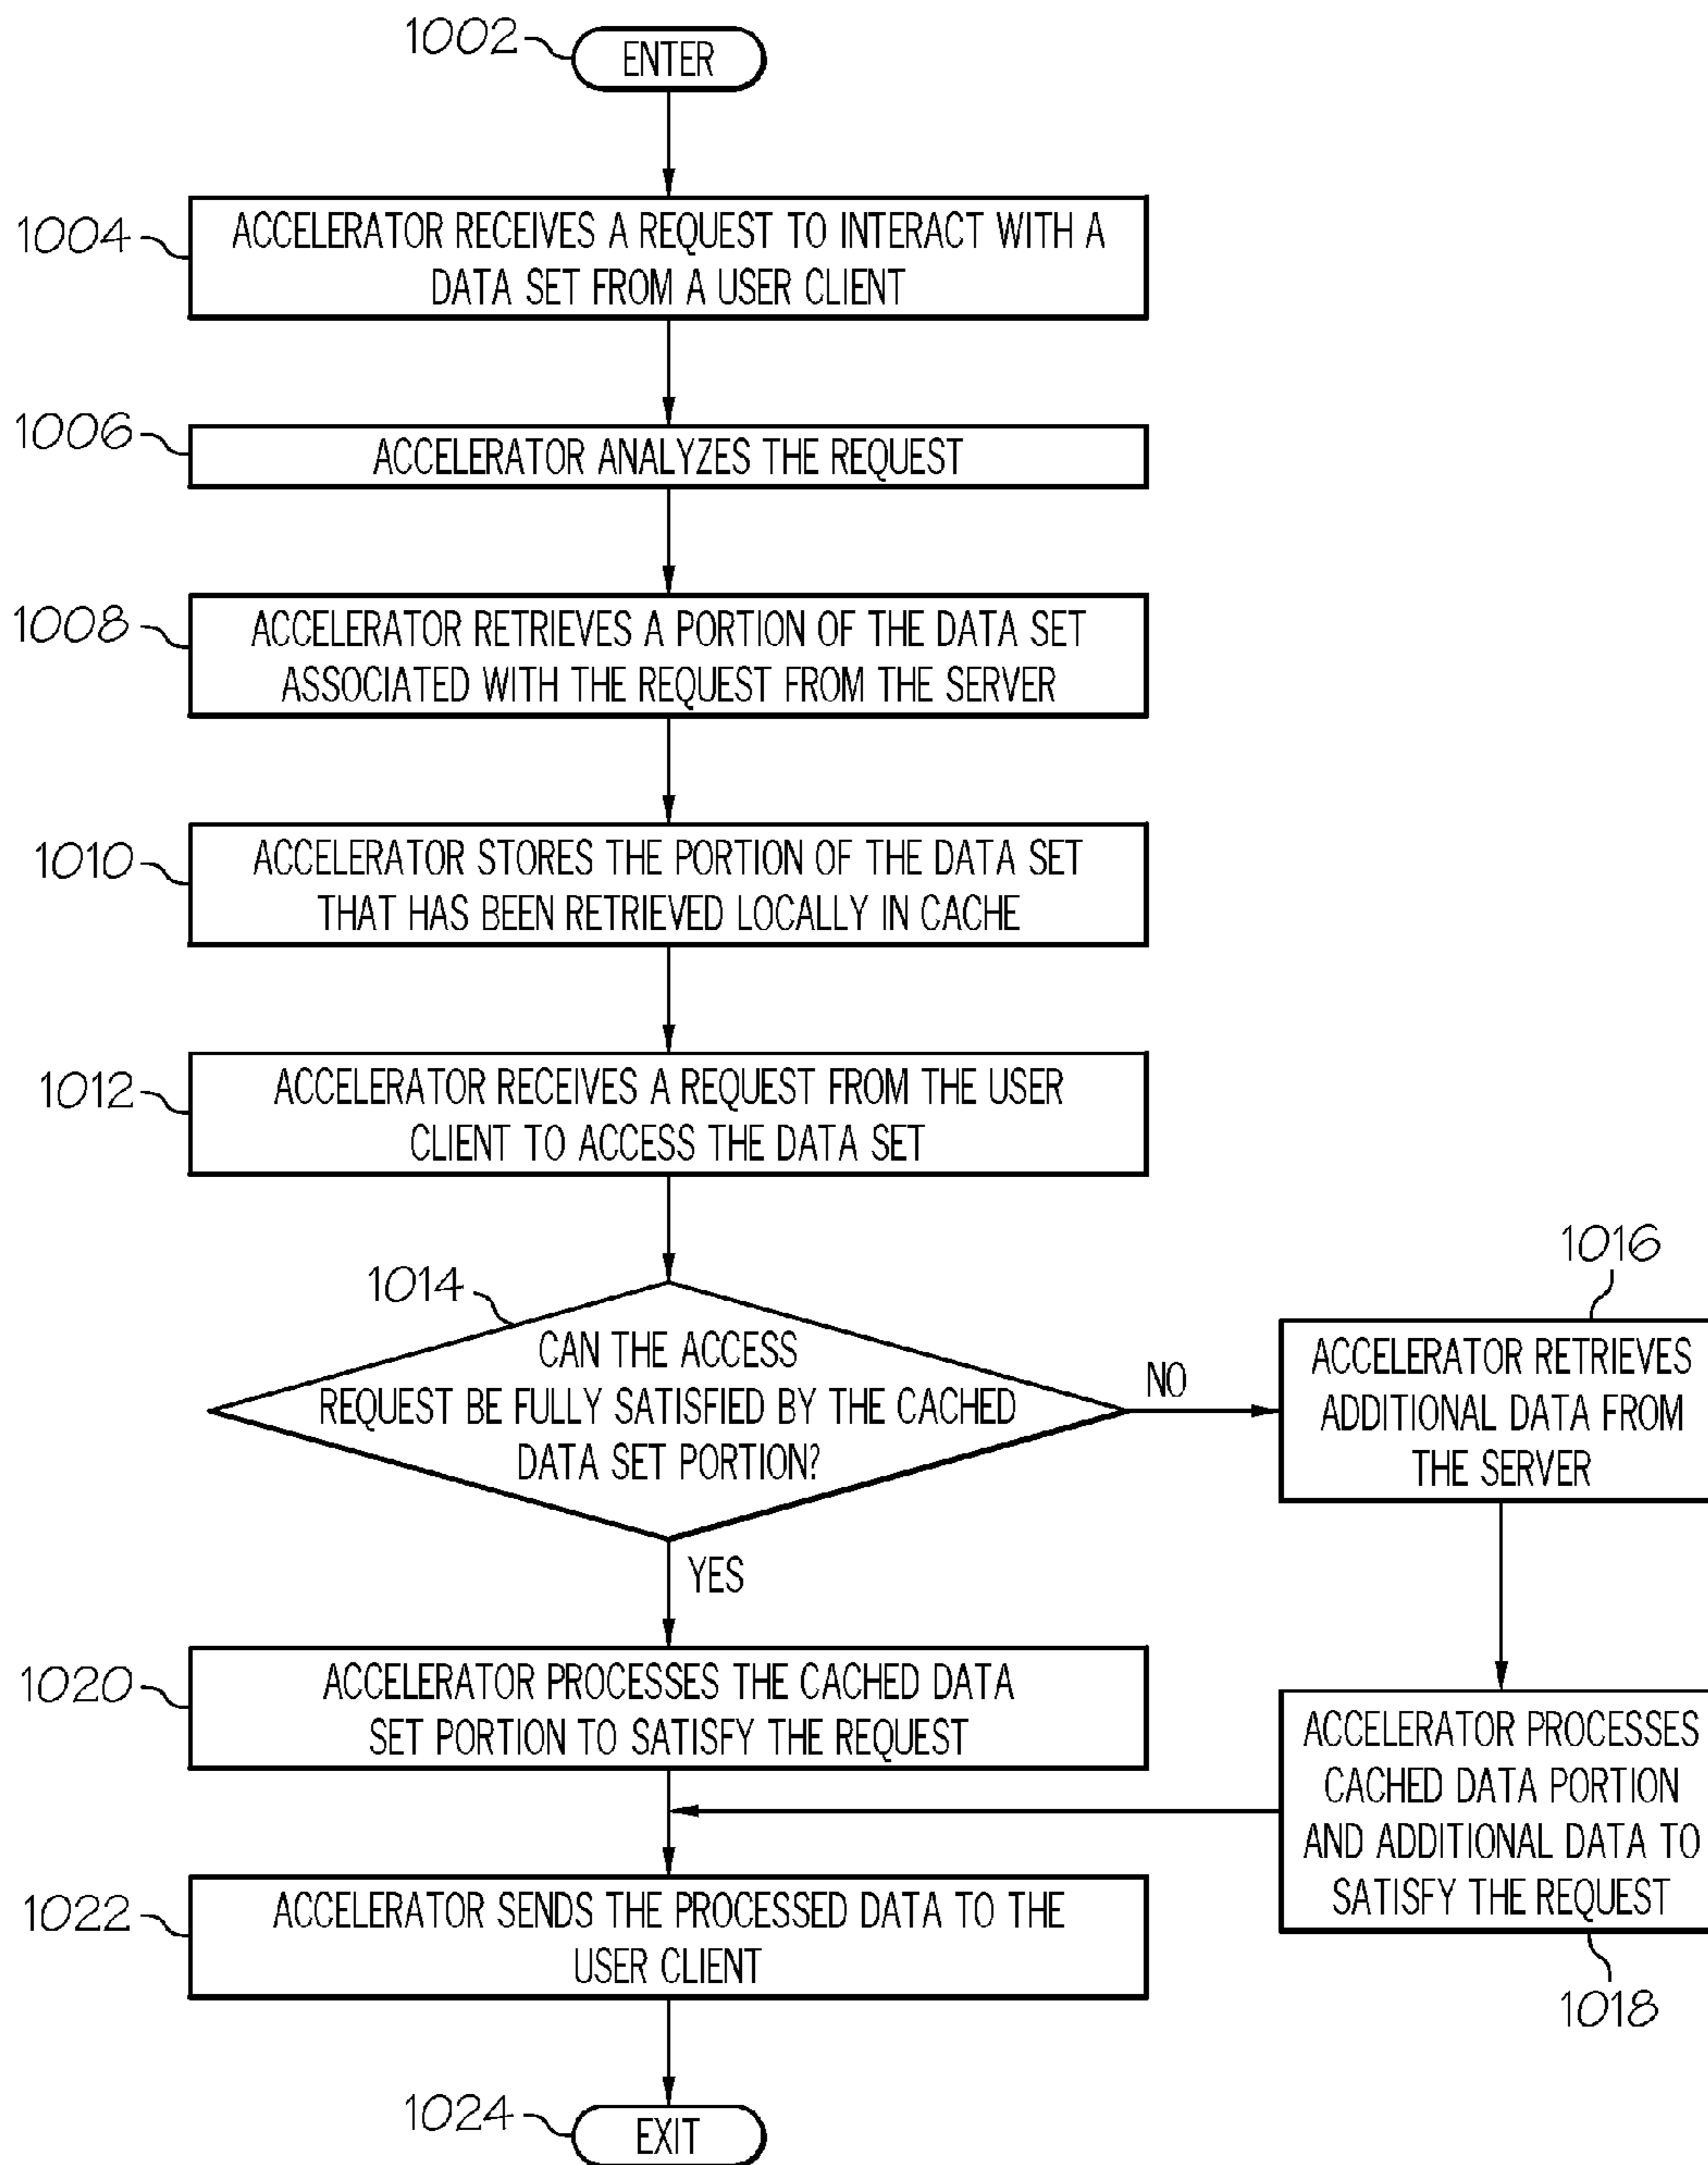 1002
ENTER
1004
ACCELERATOR RECEIVES A REQUEST TO INTERACT WITH A
DATA SET FROM A USER CLIENT
1006
ACCELERATOR ANALYZES THE REQUEST
1008
ACCELERATOR RETRIEVES A PORTION OF THE DATA SET
ASSOCIATED WITH THE REQUEST FROM THE SERVER
1010
ACCELERATOR STORES THE PORTION OF THE DATA SET
THAT HAS BEEN RETRIEVED LOCALLY IN CACHE
1012
ACCELERATOR RECEIVES A REQUEST FROM THE USER
CLIENT TO ACCESS THE DATA SET
1014
CAN THE ACCESS
REQUEST BE FULLY SATISFIED BY THE CACHED
DATA SET PORTION?
NO
1016
ACCELERATOR RETRIEVES
ADDITIONAL DATA FROM
THE SERVER
YES
1020
ACCELERATOR PROCESSES THE CACHED DATA
SET PORTION TO SATISFY THE REQUEST
ACCELERATOR PROCESSES
CACHED DATA PORTION
AND ADDITIONAL DATA TO
SATISFY THE REQUEST
1018
1022
ACCELERATOR SENDS THE PROCESSED DATA TO THE
USER CLIENT
1024
EXIT